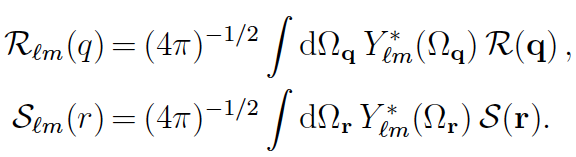 $\mathcal{R}_{\ell m}(q) = (4\pi)^{-1/2} \int \mathrm{d}\Omega_{\mathbf{q}}\, Y^{*}_{\ell m}(\Omega_{\mathbf{q}})\, \mathcal{R}(\mathbf{q})\,,$
$\mathcal{S}_{\ell m}(r) = (4\pi)^{-1/2} \int \mathrm{d}\Omega_{\mathbf{r}}\, Y^{*}_{\ell m}(\Omega_{\mathbf{r}})\, \mathcal{S}(\mathbf{r}).$